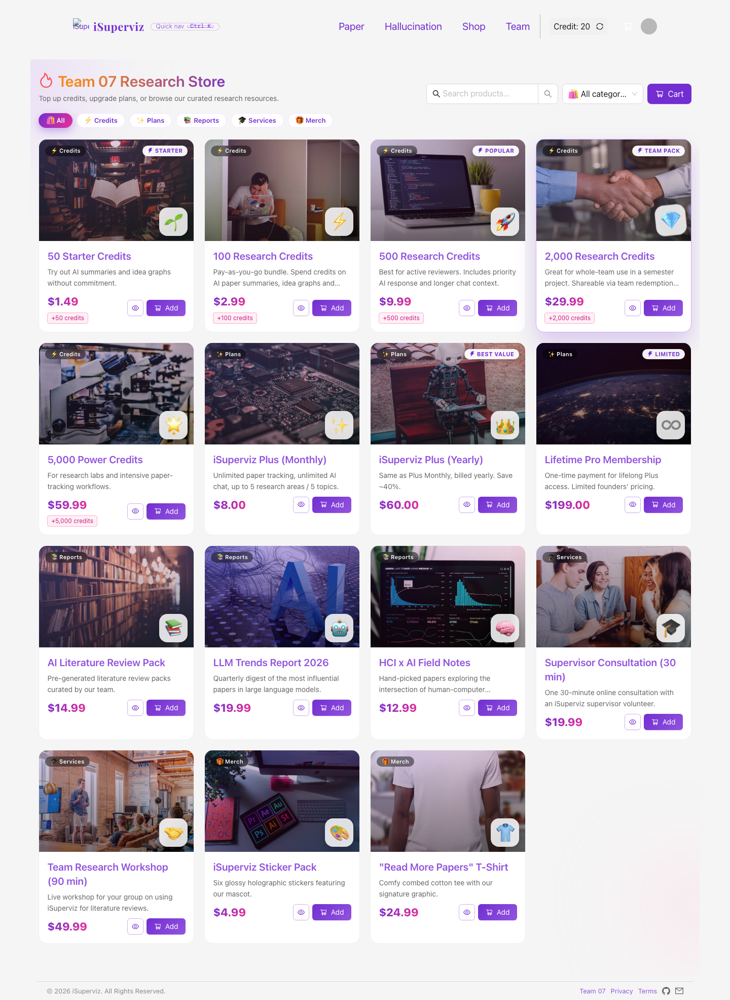 iSupe
iSuperviz
Quick nav Ctrl K
Paper
Hallucination
Shop
Team
Credit: 20
Team 07 Research Store
Top up credits, upgrade plans, or browse our curated research resources.
Search products...
All categor...
Cart
All
Credits
Plans
Reports
Services
Merch
Credits
STARTER
EXIT
50 Starter Credits
Try out AI summaries and idea graphs
without commitment.
$1.49
+50 credits
Add
Credits
100 Research Credits
Pay-as-you-go bundle. Spend credits on
AI paper summaries, idea graphs and...
$2.99
+100 credits
Add
Credits
POPULAR
500 Research Credits
Best for active reviewers. Includes priority
AI response and longer chat context.
$9.99
+500 credits
Add
Credits
TEAM PACK
2,000 Research Credits
Great for whole-team use in a semester
project. Shareable via team redemption...
$29.99
+2,000 credits
Add
Credits
5,000 Power Credits
For research labs and intensive paper-
tracking workflows.
$59.99
+5,000 credits
Add
Plans
iSuperviz Plus (Monthly)
Unlimited paper tracking, unlimited AI
chat, up to 5 research areas / 5 topics.
$8.00
Add
Plans
BEST VALUE
iSuperviz Plus (Yearly)
Same as Plus Monthly, billed yearly. Save
~40%.
$60.00
Add
Plans
LIMITED
Lifetime Pro Membership
One-time payment for lifelong Plus
access. Limited founders' pricing.
$199.00
Add
Reports
AI Literature Review Pack
Pre-generated literature review packs
curated by our team.
$14.99
Add
Reports
AI
LLM Trends Report 2026
Quarterly digest of the most influential
papers in large language models.
$19.99
Add
Reports
USERS: LAST 7 DAYS USING MEDIAN
HCI x AI Field Notes
Hand-picked papers exploring the
intersection of human-computer...
$12.99
Add
Services
Supervisor Consultation (30
min)
One 30-minute online consultation with
an iSuperviz supervisor volunteer.
$19.99
Add
Services
WIN
Team Research Workshop
(90 min)
Live workshop for your group on using
iSuperviz for literature reviews.
$49.99
Add
Merch
Pr Ae Au
Ps Ai St
DESIGN
PLAY
BOOK
iSuperviz Sticker Pack
Six glossy holographic stickers featuring
our mascot.
$4.99
Add
Merch
"Read More Papers" T-Shirt
Comfy combed cotton tee with our
signature graphic.
$24.99
Add
© 2026 iSuperviz. All Rights Reserved.
Team 07
Privacy
Terms